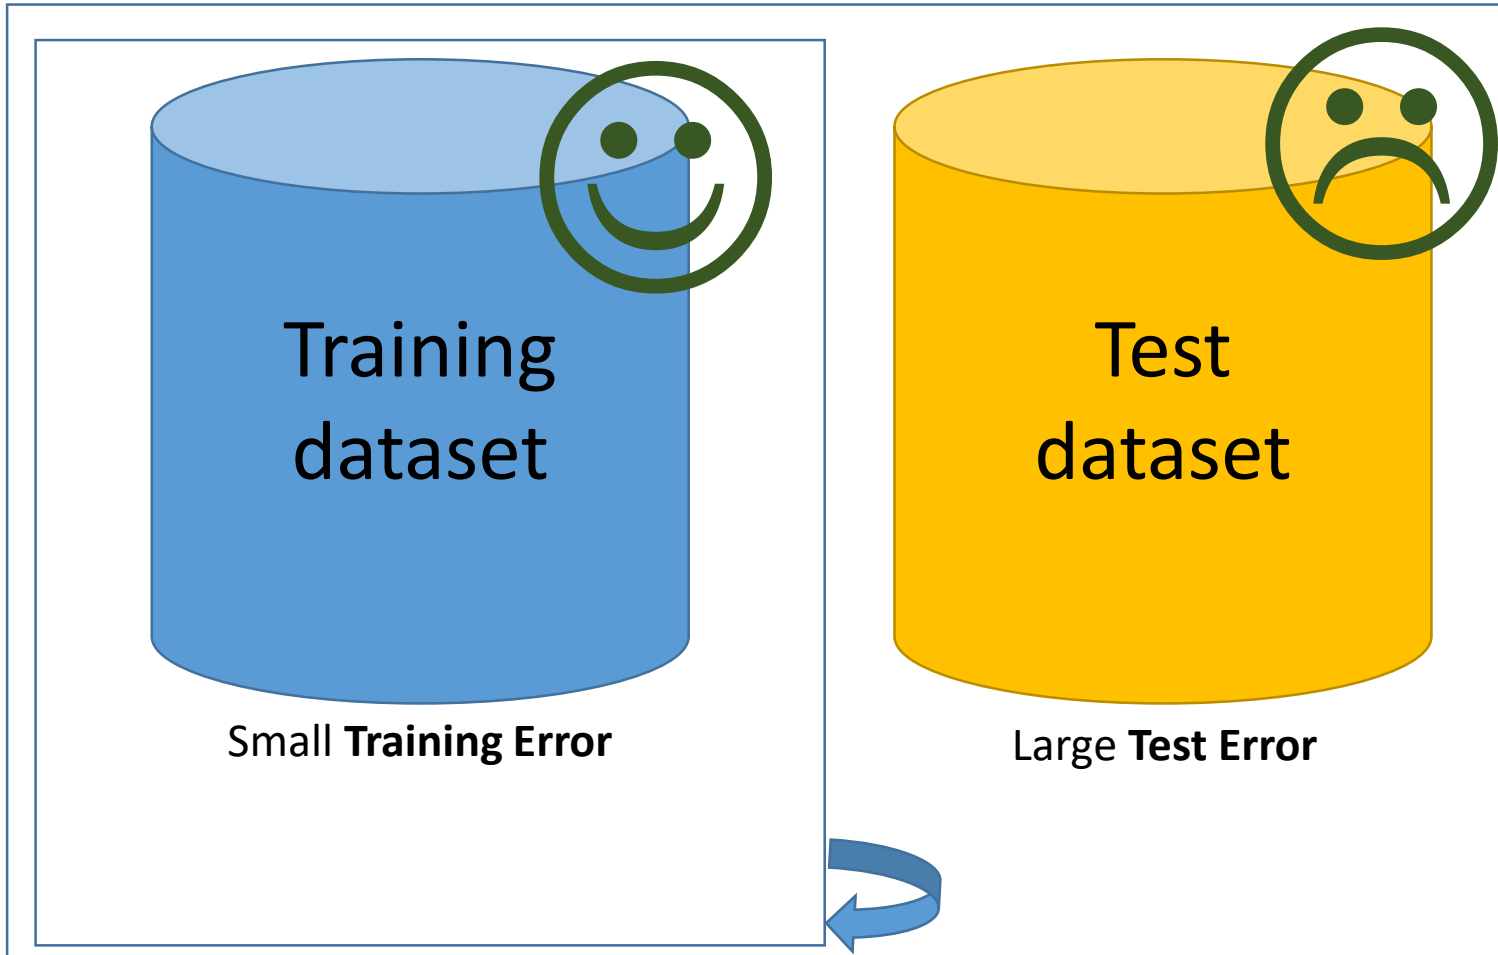 Training
dataset
Small Training Error
Test
dataset
Large Test Error